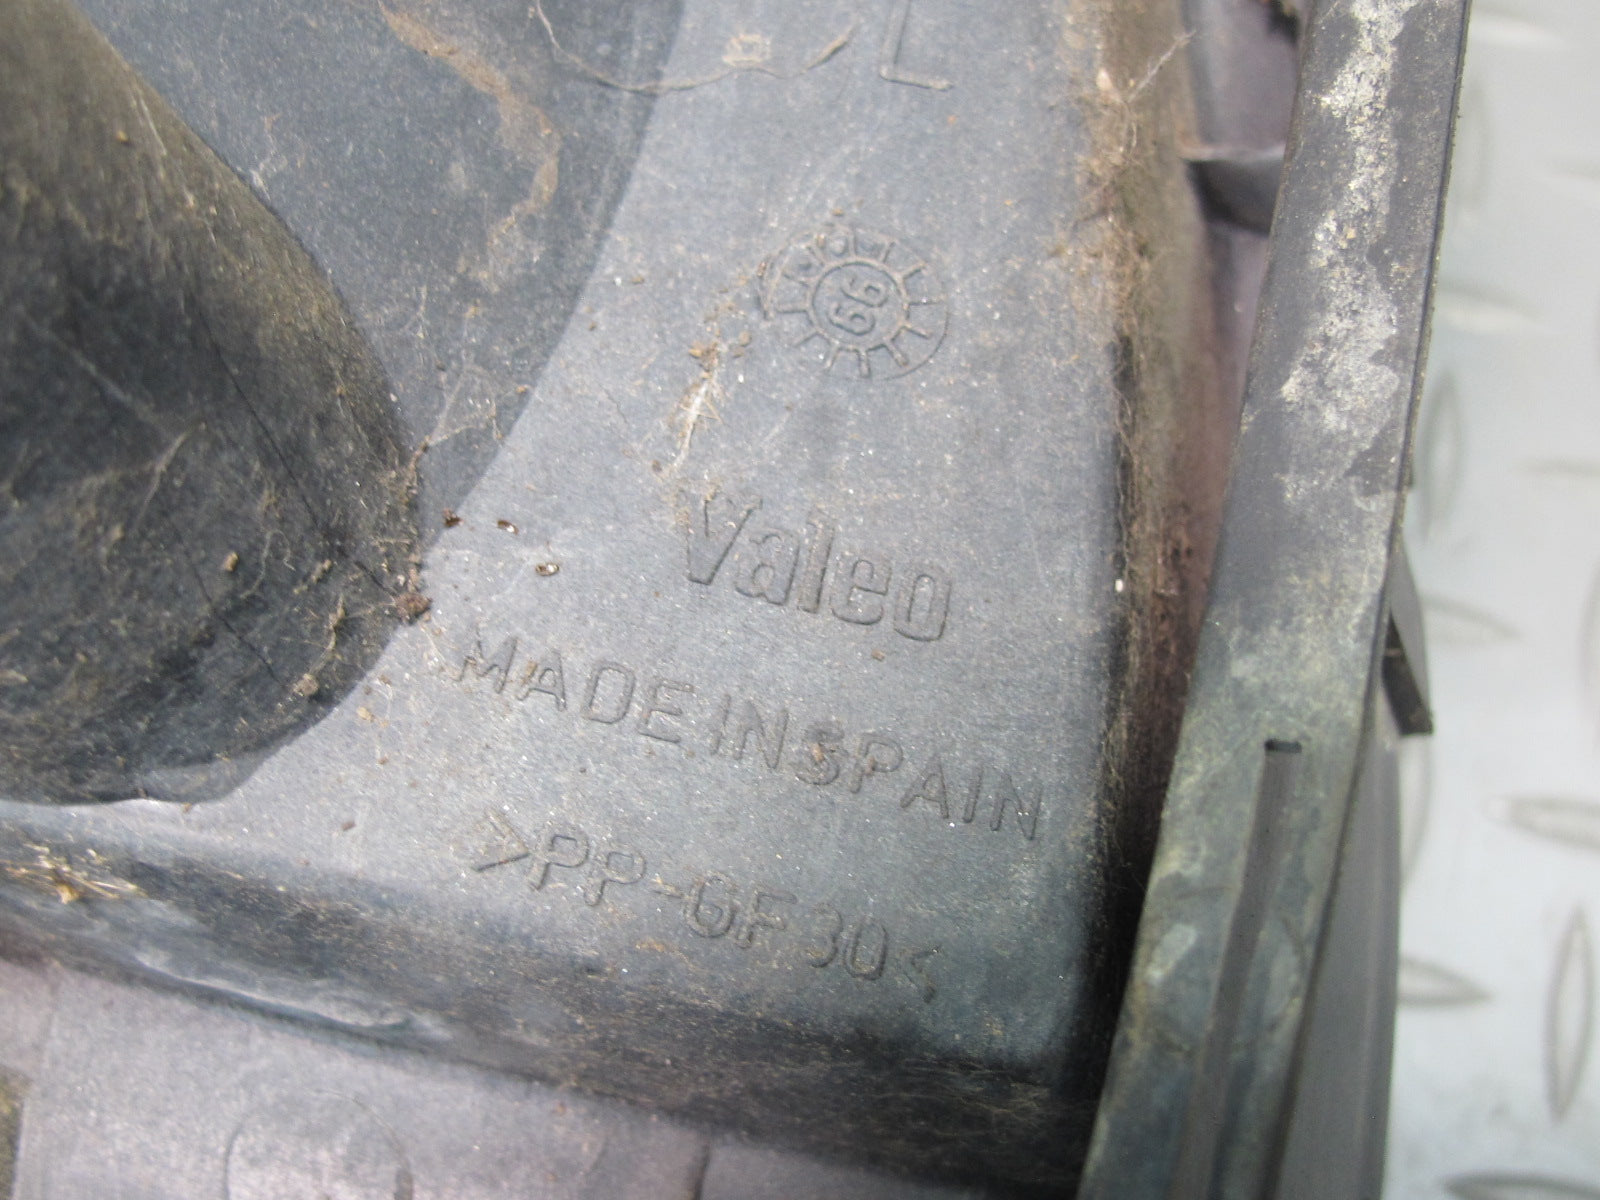 L
99
Valeo
MADE IN SPAIN
>PP-GF30<